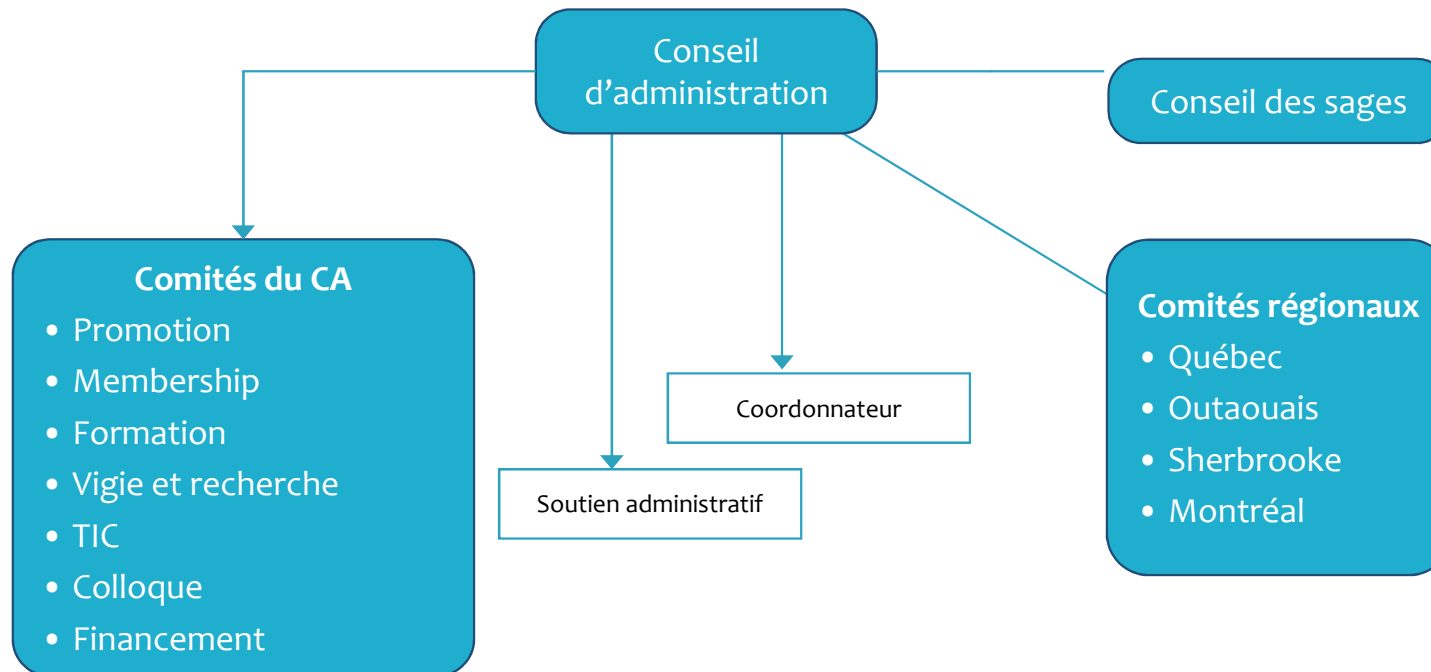 Conseil
d’administration
Conseil des sages
Comités du CA
• Promotion
• Membership
• Formation
• Vigie et recherche
• TIC
• Colloque
• Financement
Coordonnateur
Soutien administratif
Comités régionaux
• Québec
• Outaouais
• Sherbrooke
• Montréal